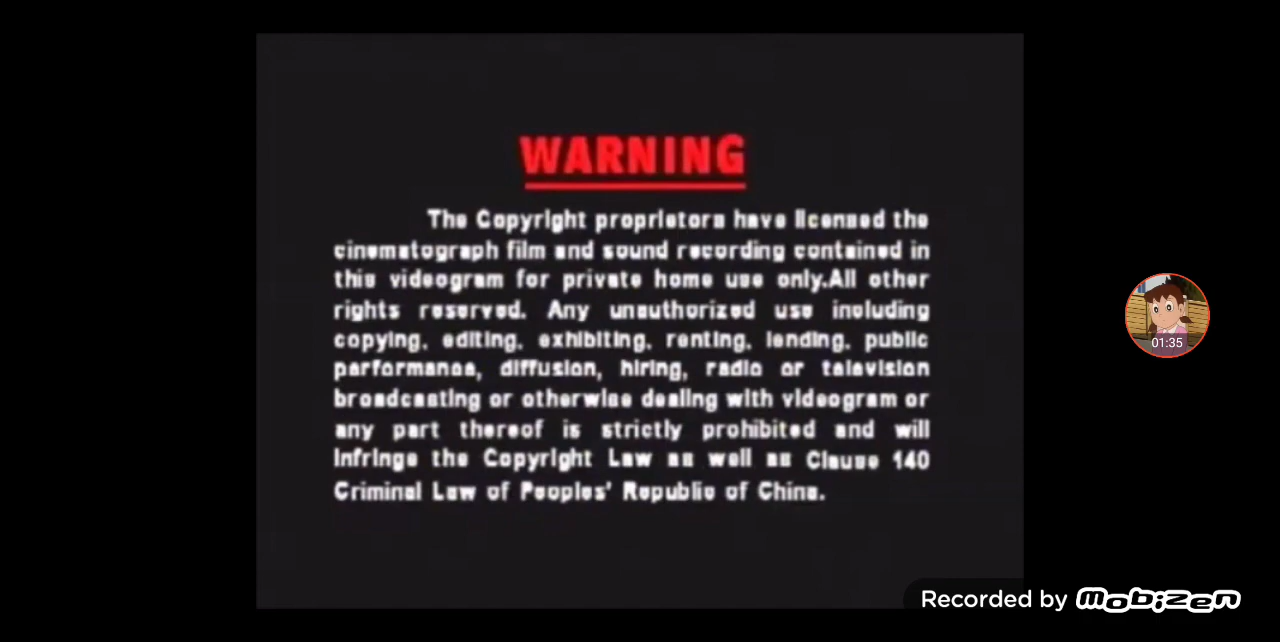 WARNING
The Copyright proprietors have licensed the
cinematograph film and sound recording contained in
this videogram for private home use only.All other
rights reserved. Any unauthorized use including
copying, editing, exhibiting, renting, lending, public
performance, diffusion, hiring, radio or television
broadcasting or otherwise dealing with videogram or
any part thereof is strictly prohibited and will
infringe the Copyright Law as well as Clause 140
Criminal Law of Peoples' Republic of China.
01:35
Recorded by mobizen